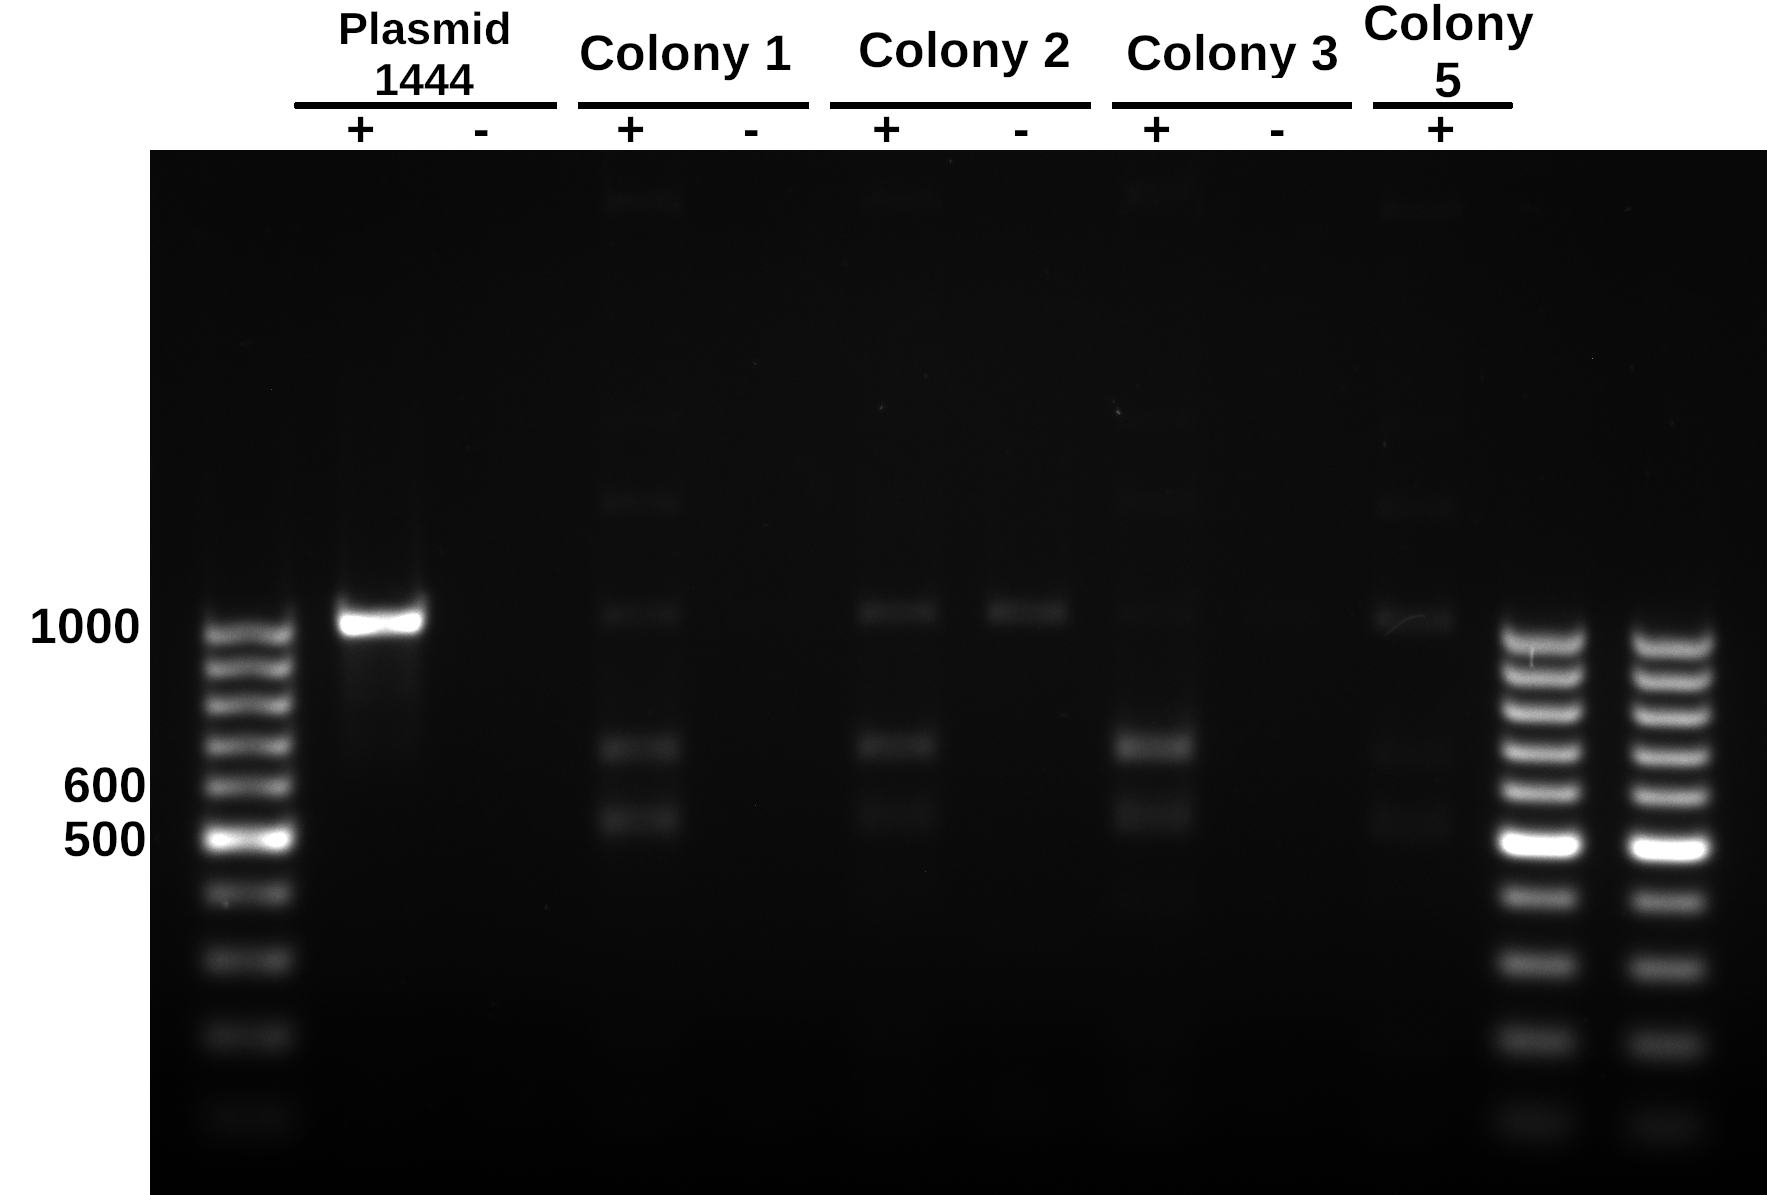 Plasmid
1444
Colony 1
Colony 2
Colony 3
Colony
5
+ - + - + - + - +
1000
600
500